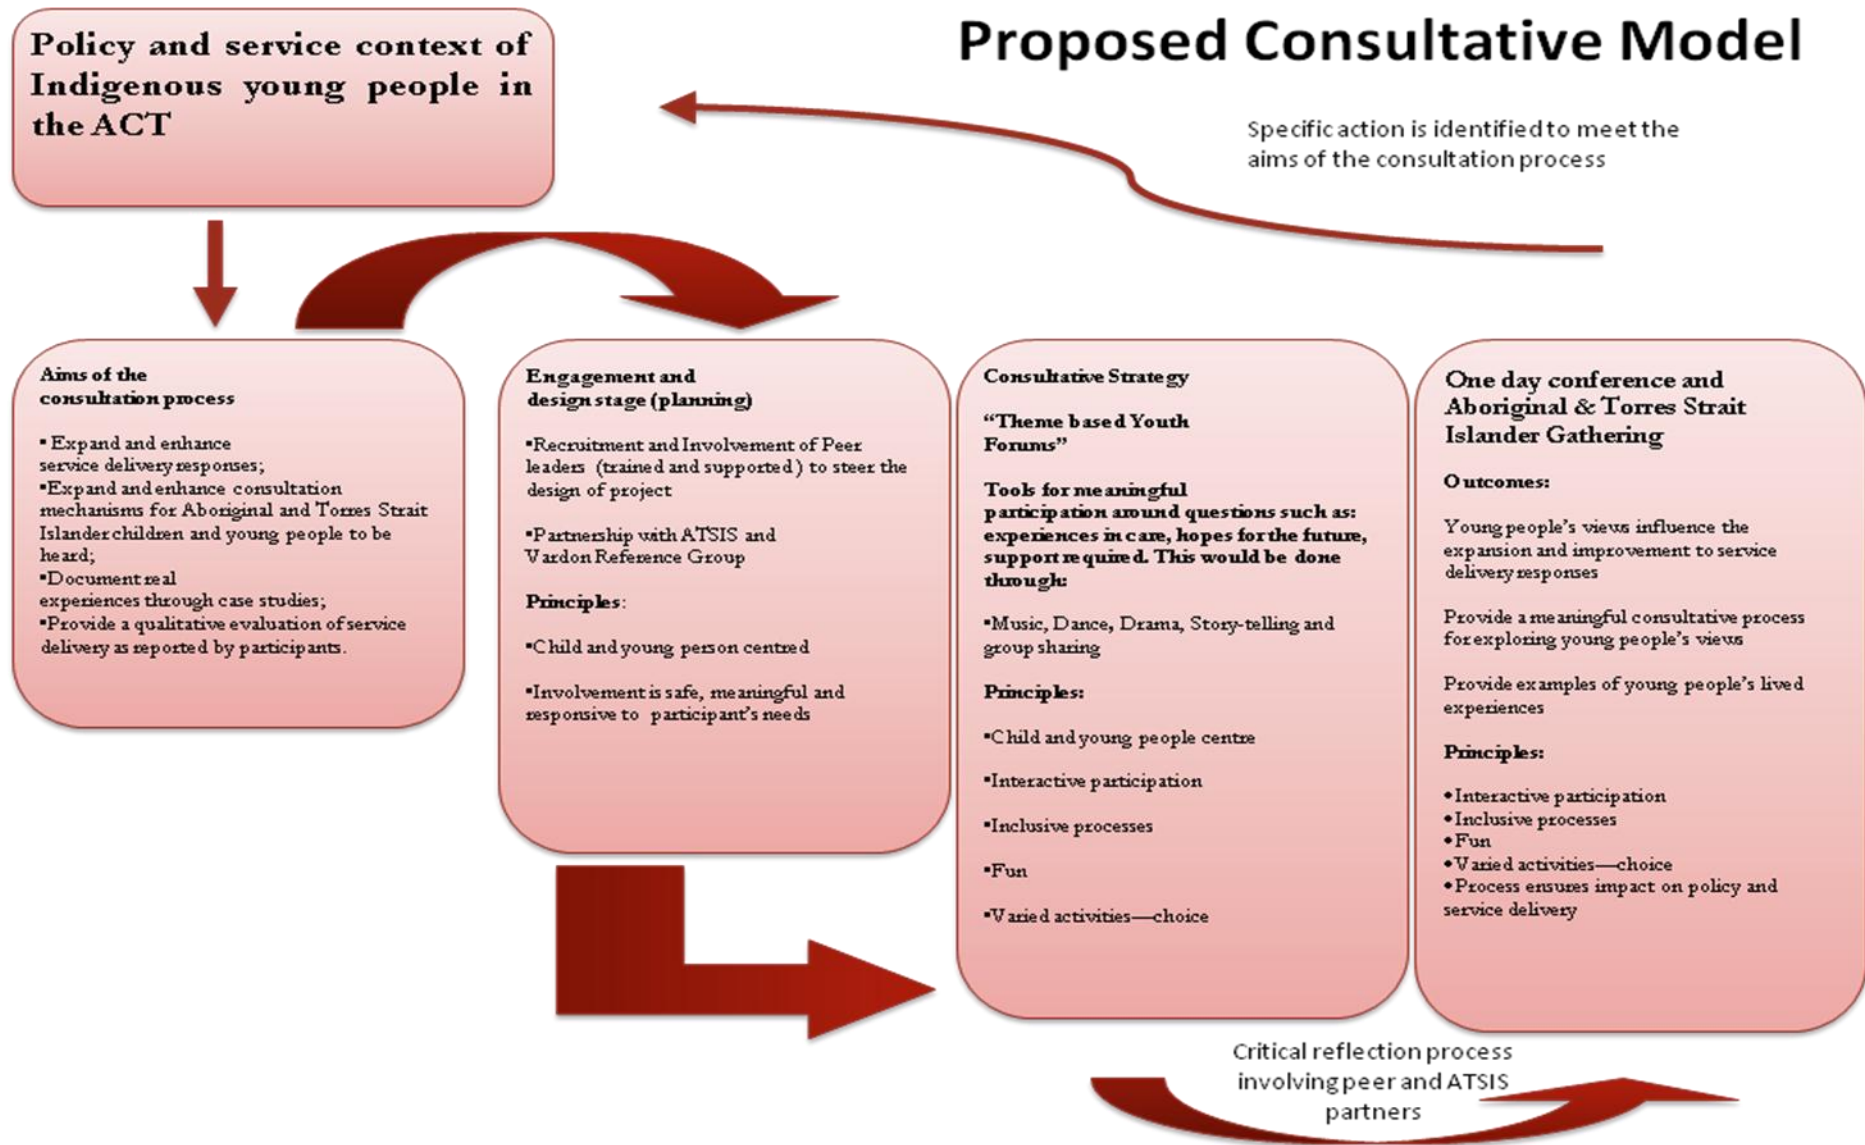 Proposed Consultative Model
Policy and service context of
Indigenous young people in
the ACT
Specific action is identified to meet the
aims of the consultation process
Aims of the
consultation process
▪ Expand and enhance
service delivery responses;
▪Expand and enhance consultation
mechanisms for Aboriginal and Torres Strait
Islander children and young people to be
heard;
▪Document real
experiences through case studies;
▪Provide a qualitative evaluation of service
delivery as reported by participants.
Engagement and
design stage (planning)
▪Recruitment and Involvement of Peer
leaders (trained and supported) to steer the
design of project
▪Partnership with ATSIS and
Vardon Reference Group
Principles:
▪Child and young person centred
▪Involvement is safe, meaningful and
responsive to participant's needs
Consultative Strategy
“Theme based Youth
Forums”
Tools for meaningful
participation around questions such as:
experiences in care, hopes for the future,
support required. This would be done
through:
▪Music, Dance, Drama, Story-telling and
group sharing
Principles:
▪Child and young people centre
▪Interactive participation
▪Inclusive processes
▪Fun
▪Varied activities—choice
One day conference and
Aboriginal & Torres Strait
Islander Gathering
Outcomes:
Young people's views influence the
expansion and improvement to service
delivery responses
Provide a meaningful consultative process
for exploring young people's views
Provide examples of young people's lived
experiences
Principles:
•Interactive participation
•Inclusive processes
•Fun
•Varied activities—choice
•Process ensures impact on policy and
service delivery
Critical reflection process
involving peer and ATSIS
partners